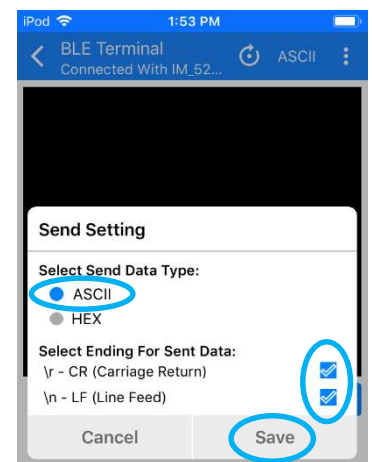 iPod 1:53 PM
BLE Terminal
Connected With IM_52...
ASCII
Send Setting
Select Send Data Type:
ASCII
HEX
Select Ending For Sent Data:
\r - CR (Carriage Return)
\n - LF (Line Feed)
Cancel Save